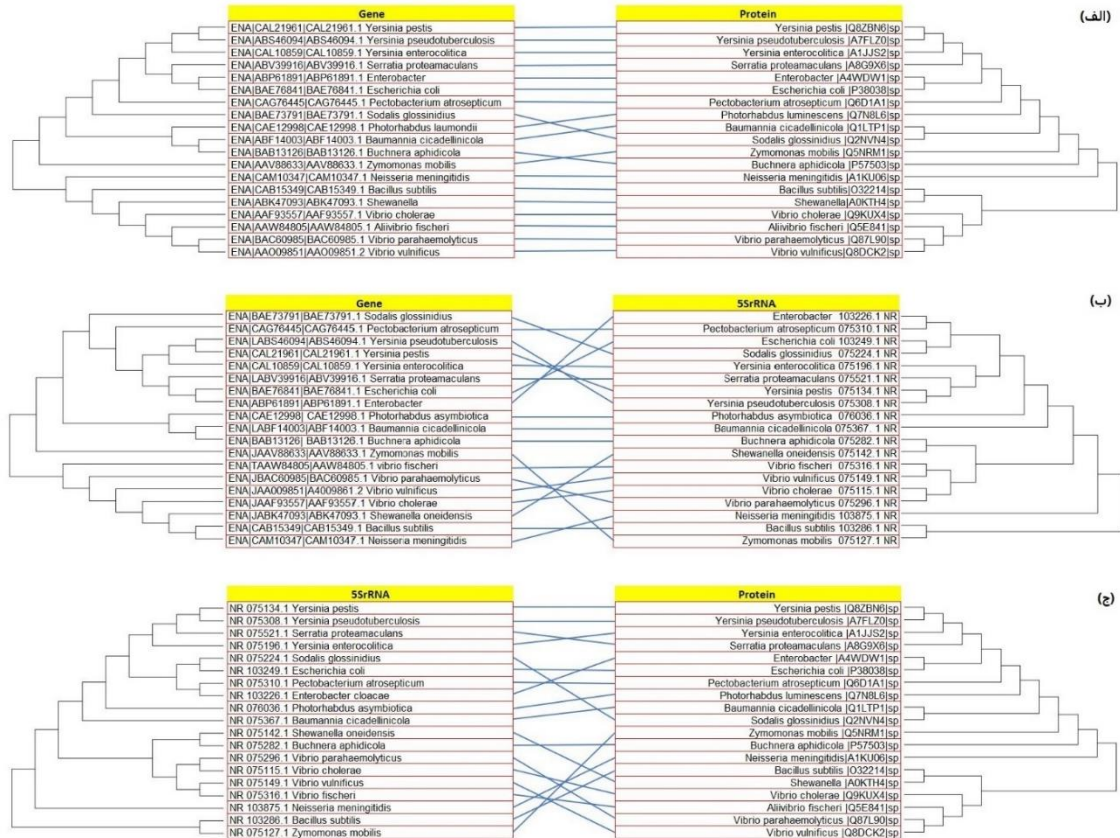 (الف)
Gene Protein
ENA|CAL21961|CAL21961.1 Yersinia pestis Yersinia pestis |Q8ZBN6|sp
ENA|ABS46094|ABS46094.1 Yersinia pseudotuberculosis Yersinia pseudotuberculosis |A7FLZ0|sp
ENA|CAL10859|CAL10859.1 Yersinia enterocolitica Yersinia enterocolitica |A1JJS2|sp
ENA|ABV39916|ABV39916.1 Serratia proteamaculans Serratia proteamaculans |A8G9X6|sp
ENA|ABP61891|ABP61891.1 Enterobacter Enterobacter |A4WDW1|sp
ENA|BAE76841|BAE76841.1 Escherichia coli Escherichia coli |P38038|sp
ENA|CAG76445|CAG76445.1 Pectobacterium atrosepticum Pectobacterium atrosepticum |Q6D1A1|sp
ENA|BAE73791|BAE73791.1 Sodalis glossinidius Photorhabdus luminescens |Q7N8L6|sp
ENA|CAE12998|CAE12998.1 Photorhabdus laumondii Baumannia cicadellinicola |Q1LTP1|sp
ENA|ABF14003|ABF14003.1 Baumannia cicadellinicola Sodalis glossinidius |Q2NVN4|sp
ENA|BAB13126|BAB13126.1 Buchnera aphidicola Zymomonas mobilis |Q5NRM1|sp
ENA|AAV88633|AAV88633.1 Zymomonas mobilis Buchnera aphidicola |P57503|sp
ENA|CAM10347|CAM10347.1 Neisseria meningitidis Neisseria meningitidis |A1KU06|sp
ENA|CAB15349|CAB15349.1 Bacillus subtilis Bacillus subtilis|O32214|sp
ENA|ABK47093|ABK47093.1 Shewanella Shewanella|A0KTH4|sp
ENA|AAF93557|AAF93557.1 Vibrio cholerae Vibrio cholerae |Q9KUX4|sp
ENA|AAW84805|AAW84805.1 Aliivibrio fischeri Aliivibrio fischeri |Q5E841|sp
ENA|BAC60985|BAC60985.1 Vibrio parahaemolyticus Vibrio parahaemolyticus |Q87L90|sp
ENA|AAO09851|AAO09851.2 Vibrio vulnificus Vibrio vulnificus|Q8DCK2|sp
(ب)
Gene 5SrRNA
ENA|BAE73791|BAE73791.1 Sodalis glossinidius Enterobacter 103226.1 NR
ENA|CAG76445|CAG76445.1 Pectobacterium atrosepticum Pectobacterium atrosepticum 075310.1 NR
ENA|LABS46094|ABS46094.1 Yersinia pseudotuberculosis Escherichia coli 103249.1 NR
ENA|CAL21961|CAL21961.1 Yersinia pestis Sodalis glossinidius 075224.1 NR
ENA|CAL10859|CAL10859.1 Yersinia enterocolitica Yersinia enterocolitica 075196.1 NR
ENA|LABV39916|ABV39916.1 Serratia proteamaculans Serratia proteamaculans 075521.1 NR
ENA|BAE76841|BAE76841.1 Escherichia coli Yersinia pestis 075134.1 NR
ENA|ABP61891|ABP61891.1 Enterobacter Yersinia pseudotuberculosis 075308.1 NR
ENA|CAE12998| CAE12998.1 Photorhabdus asymbiotica Photorhabdus asymbiotica 076036.1 NR
ENA|LABF14003|ABF14003.1 Baumannia cicadellinicola Baumannia cicadellinicola 075367. 1 NR
ENA|BAB13126| BAB13126.1 Buchnera aphidicola Buchnera aphidicola 075282.1 NR
ENA|JAAV88633|AAV88633.1 Zymomonas mobilis Shewanella oneidensis 075142.1 NR
ENA|TAAW84805|AAW84805.1 vibrio fischeri Vibrio fischeri 075316.1 NR
ENA|JBAC60985|BAC60985.1 Vibrio parahaemolyticus Vibrio vulnificus 075149.1 NR
ENA|JAA009851|A4009861.2 Vibrio vulnificus Vibrio cholerae 075115.1 NR
ENA|JAAF93557|AAF93557.1 Vibrio cholerae Vibrio parahaemolyticus 075296.1 NR
ENA|JABK47093|ABK47093.1 Shewanella oneidensis Neisseria meningitidis 103875.1 NR
ENA|CAB15349|CAB15349.1 Bacillus subtilis Bacillus subtilis 103286.1 NR
ENA|CAM10347|CAM10347.1 Neisseria meningitidis Zymomonas mobilis 075127.1 NR
(ج)
5SrRNA Protein
NR 075134.1 Yersinia pestis Yersinia pestis |Q8ZBN6|sp
NR 075308.1 Yersinia pseudotuberculosis Yersinia pseudotuberculosis |A7FLZ0|sp
NR 075521.1 Serratia proteamaculans Yersinia enterocolitica |A1JJS2|sp
NR 075196.1 Yersinia enterocolitica Serratia proteamaculans |A8G9X6|sp
NR 075224.1 Sodalis glossinidius Enterobacter |A4WDW1|sp
NR 103249.1 Escherichia coli Escherichia coli |P38038|sp
NR 075310.1 Pectobacterium atrosepticum Pectobacterium atrosepticum |Q6D1A1|sp
NR 103226.1 Enterobacter cloacae Photorhabdus luminescens |Q7N8L6|sp
NR 076036.1 Photorhabdus asymbiotica Baumannia cicadellinicola |Q1LTP1|sp
NR 075367.1 Baumannia cicadellinicola Sodalis glossinidius |Q2NVN4|sp
NR 075142.1 Shewanella oneidensis Zymomonas mobilis |Q5NRM1|sp
NR 075282.1 Buchnera aphidicola Buchnera aphidicola |P57503|sp
NR 075296.1 Vibrio parahaemolyticus Neisseria meningitidis|A1KU06|sp
NR 075115.1 Vibrio cholerae Bacillus subtilis |O32214|sp
NR 075149.1 Vibrio vulnificus Shewanella |A0KTH4|sp
NR 075316.1 Vibrio fischeri Vibrio cholerae |Q9KUX4|sp
NR 103875.1 Neisseria meningitidis Aliivibrio fischeri |Q5E841|sp
NR 103286.1 Bacillus subtilis Vibrio parahaemolyticus |Q87L90|sp
NR 075127.1 Zymomonas mobilis Vibrio vulnificus |Q8DCK2|sp